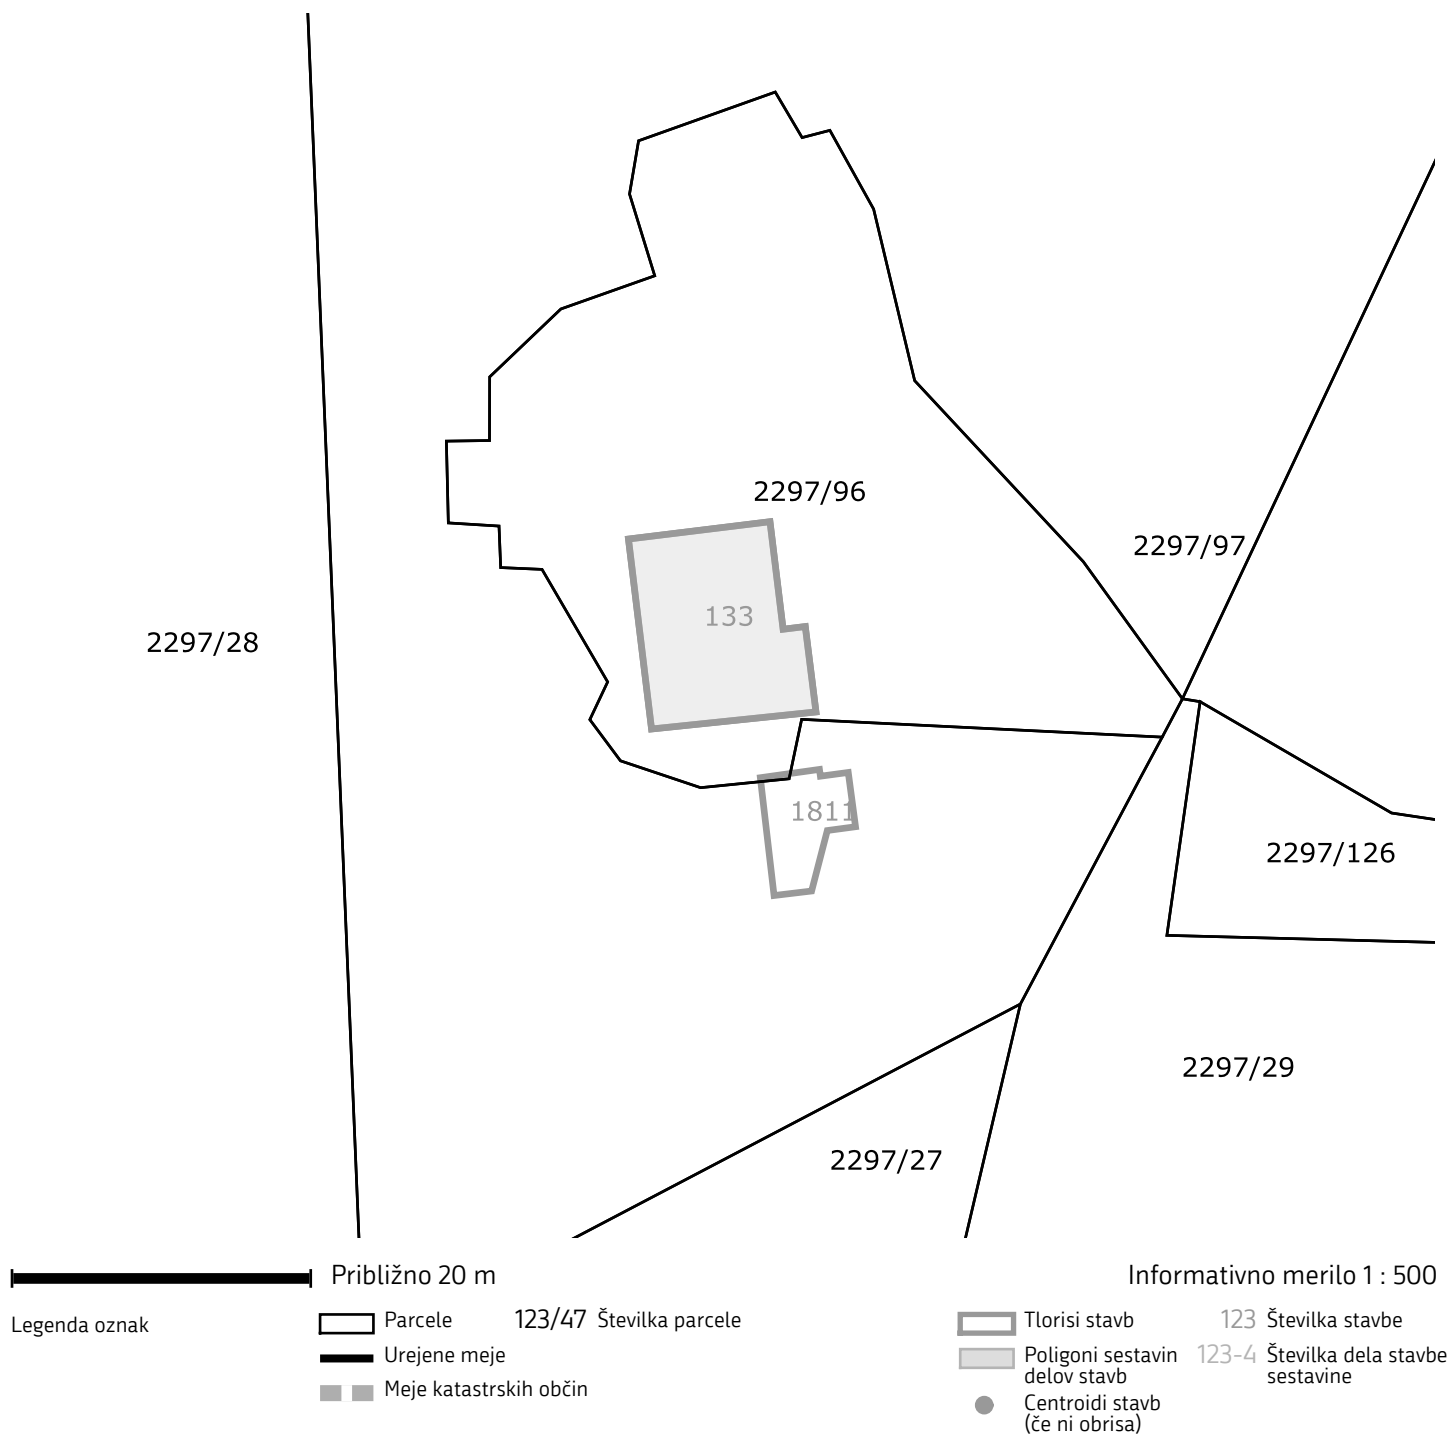 2297/96
2297/97
133
2297/28
1811
2297/126
2297/29
2297/27
Približno 20 m
Informativno merilo 1 : 500
Legenda oznak
Parcele
123/47 Številka parcele
Urejene meje
Meje katastrskih občin
Tlorisi stavb
123 Številka stavbe
Poligoni sestavin
delov stavb
123-4 Številka dela stavbe
sestavine
Centroidi stavb
(če ni obrisa)